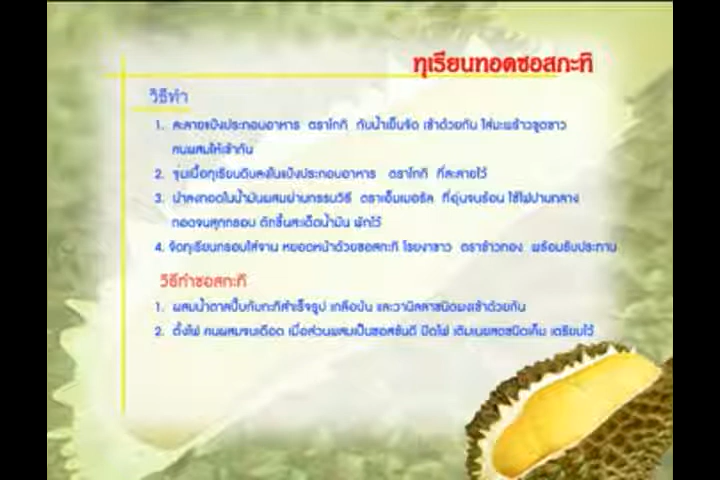 ทุเรียนทอดซอสกะทิ
วิธีทำ
1. ละลายแป้งประกอบอาหาร ตราโกกิ กับน้ำเย็นจัด เข้าด้วยกัน ใส่มะพร้าวขูดขาว
คนผสมให้เข้ากัน
2. ชุบเนื้อทุเรียนดิบลงในแป้งประกอบอาหาร ตราโกกิ ที่ละลายไว้
3. นำลงทอดในน้ำมันผสมผ่านกรรมวิธี ตราเอ็มเมอรัล ที่อุ่นจนร้อน ใช้ไฟปานกลาง
ทอดจนสุกกรอบ ตักขึ้นสะเด็ดน้ำมัน พักไว้
4. จัดทุเรียนกรอบใส่จาน หยอดหน้าด้วยซอสกะทิ โรยงาขาว ตราข้าวทอง พร้อมรับประทาน
วิธีทำซอสกะทิ
1. ผสมน้ำตาลปี๊บกับกะทิสำเร็จรูป เกลือป่น และวานิลลาชนิดผงเข้าด้วยกัน
2. ตั้งไฟ คนผสมจนเดือด เมื่อส่วนผสมเป็นซอสข้นดี ปิดไฟ เติมเนยสดชนิดเค็ม เตรียมไว้